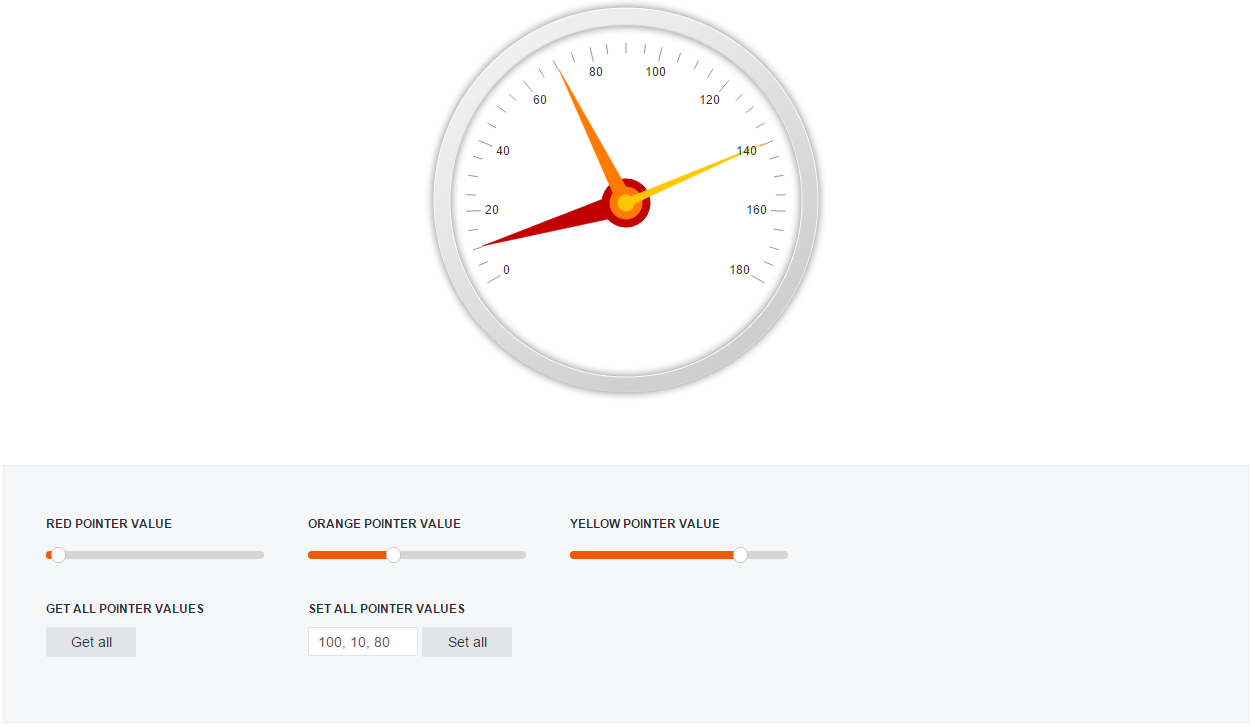 80 100
60 120
40 140
20 160
0 180
RED POINTER VALUE ORANGE POINTER VALUE YELLOW POINTER VALUE
GET ALL POINTER VALUES SET ALL POINTER VALUES
Get all 100, 10, 80 Set all